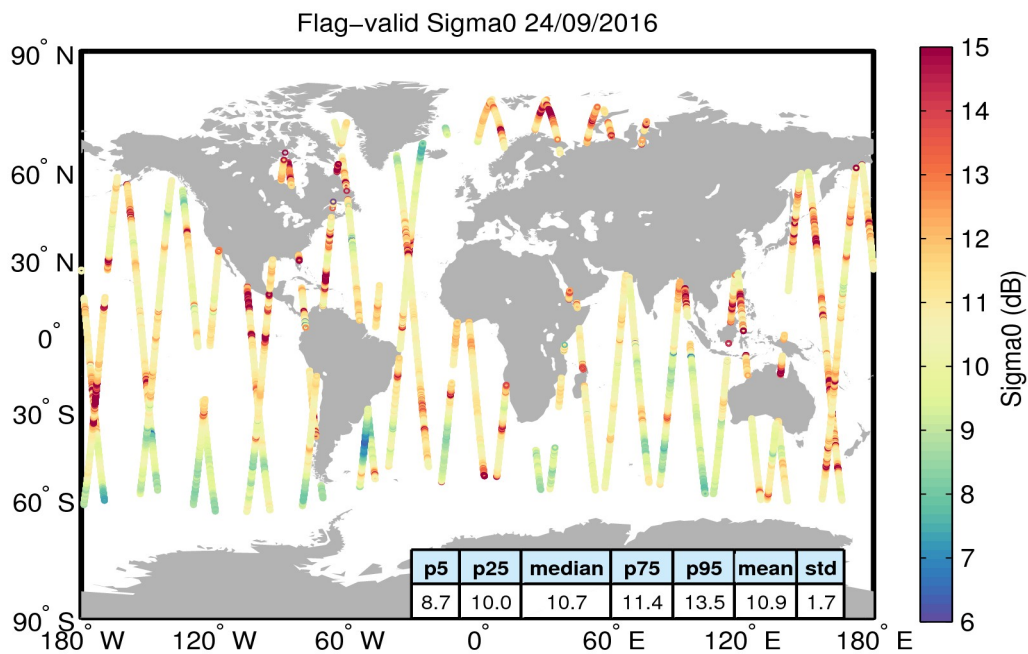 Flag–valid Sigma0 24/09/2016
90° N
60° N
30° N
0°
30° S
60° S
90° S
180° W
120° W
60° W
0°
60° E
120° E
180° E
p5 p25 median p75 p95 mean std
8.7 10.0 10.7 11.4 13.5 10.9 1.7
15
14
13
12
11
10
9
8
7
6
Sigma0 (dB)